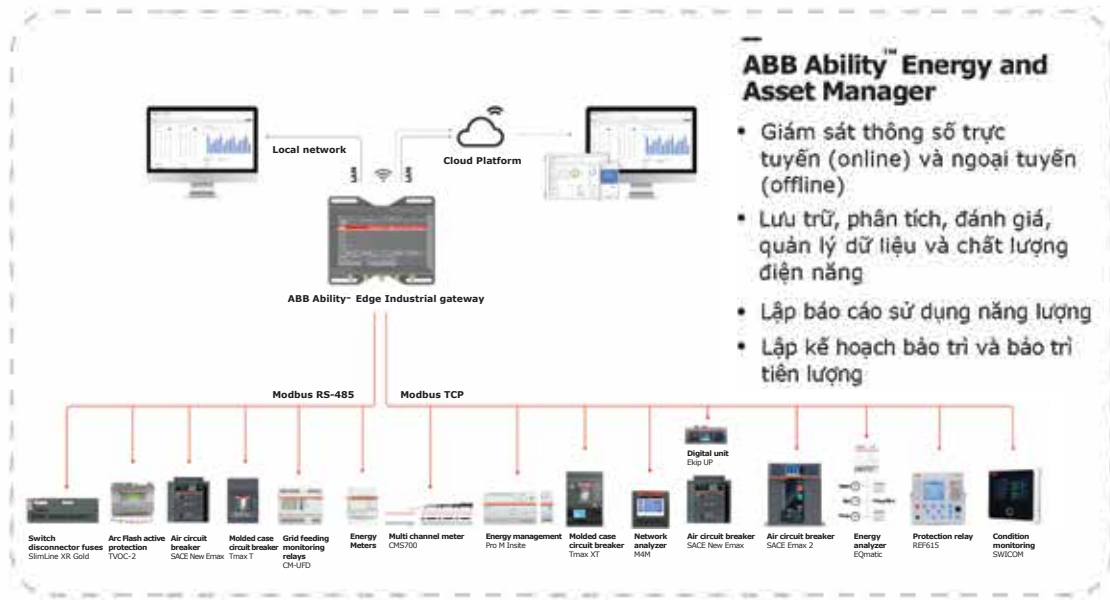 ABB Ability™ Energy and
Asset Manager
• Giám sát thông số trực
tuyến (online) và ngoại tuyến
(offline)
• Lưu trữ, phân tích, đánh giá,
quản lý dữ liệu và chất lượng
điện năng
• Lập báo cáo sử dụng năng lượng
• Lập kế hoạch bảo trì và bảo trì
tiên lượng
Local network
Cloud Platform
LAN
LAN
ABB Ability™ Edge Industrial gateway
Modbus RS-485
Modbus TCP
Switch
disconnector fuses
SlimLine XR Gold
Arc Flash active
protection
TVOC-2
Air circuit
breaker
SACE New Emax
Molded case
circuit breaker
Tmax T
Grid feeding
monitoring
relays
CM-UFD
Energy
Meters
Multi channel meter
CMS700
Energy management
Pro M Insite
Molded case
circuit breaker
Tmax XT
Network
analyzer
M4M
Digital unit
Ekip UP
Air circuit
breaker
SACE New Emax
Air circuit breaker
SACE Emax 2
Energy
analyzer
EQmatic
Protection relay
REF615
Condition
monitoring
SWICOM